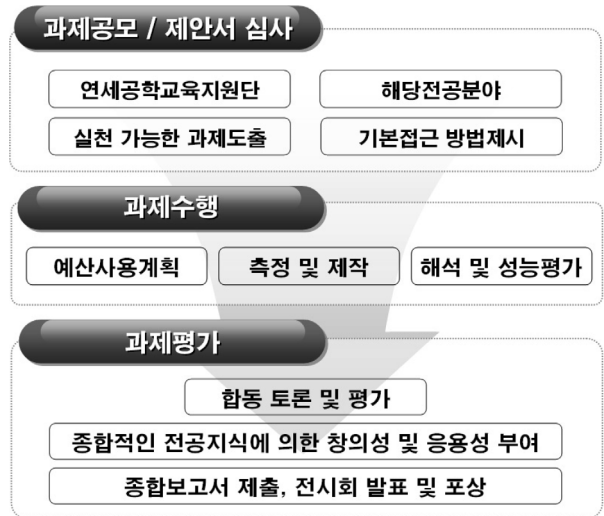 과제공모 / 제안서 심사
연세공학교육지원단 해당전공분야
실천 가능한 과제도출 기본접근 방법제시
과제수행
예산사용계획 측정 및 제작 해석 및 성능평가
과제평가
합동 토론 및 평가
종합적인 전공지식에 의한 창의성 및 응용성 부여
종합보고서 제출, 전시회 발표 및 포상